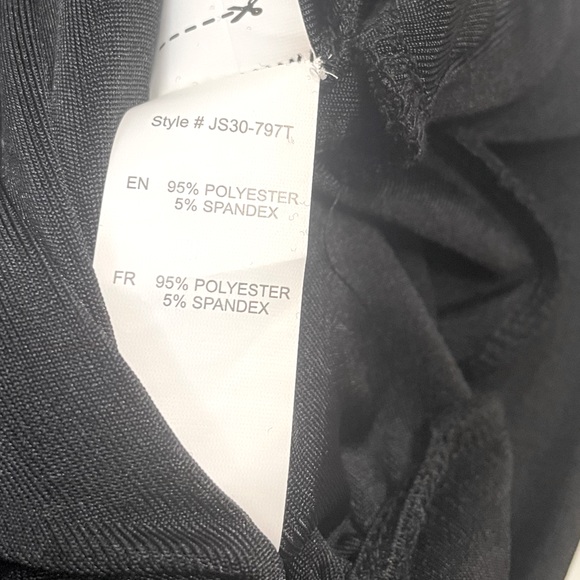 Style # JS30-797T
EN 95% POLYESTER
5% SPANDEX
FR 95% POLYESTER
5% SPANDEX